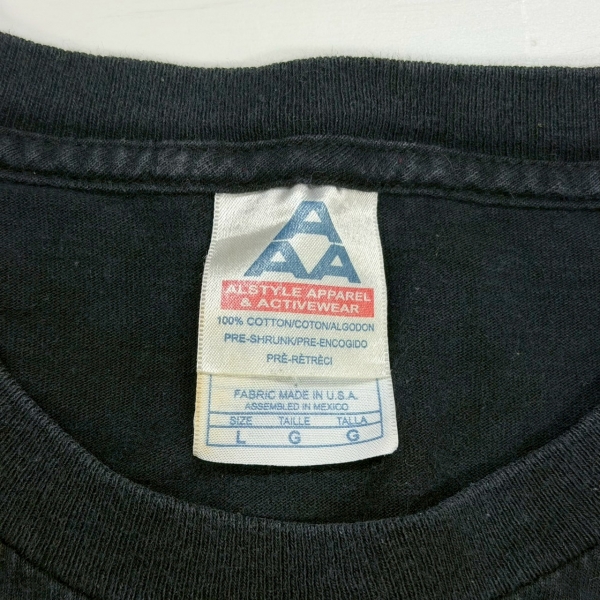 A
AAA
ALSTYLE APPAREL
& ACTIVEWEAR
100% COTTON/COTON/ALGODON
PRE-SHRUNK/PRE-ENCOGIDO
PRÉ-RÉTRÉCI
FABRIC MADE IN U.S.A.
ASSEMBLED IN MEXICO
SIZE TAILLE TALLA
L G G